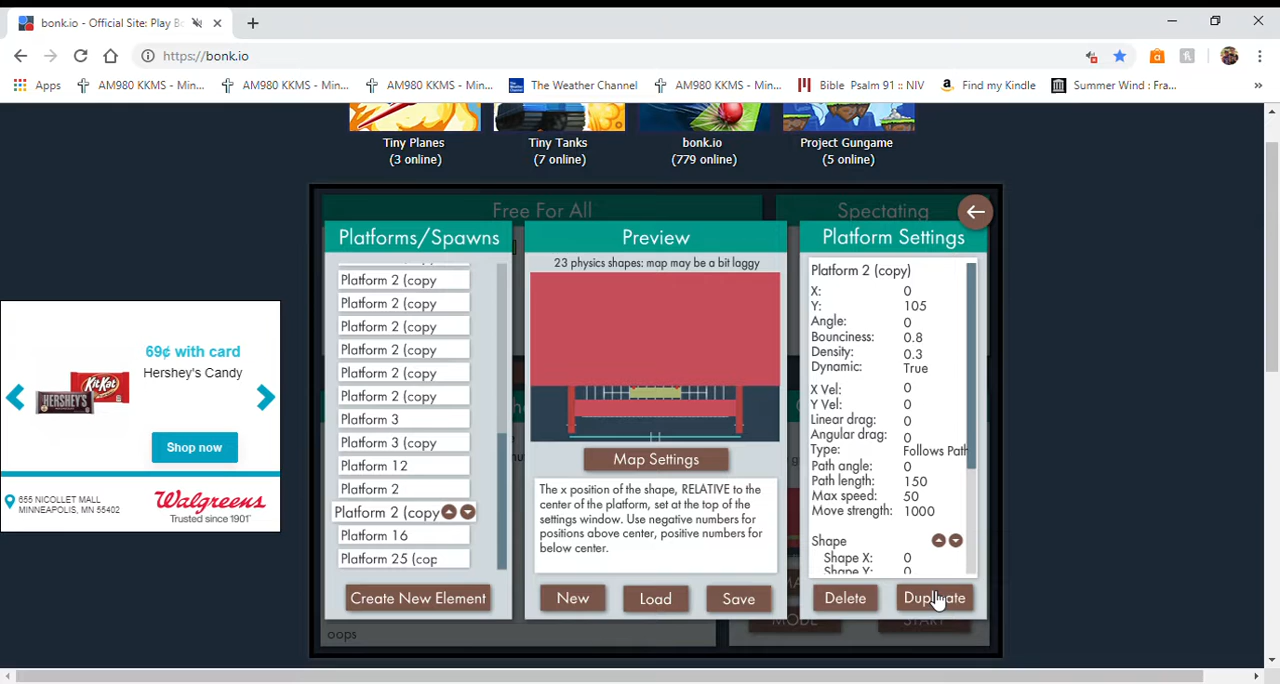 bonk.io - Official Site: Play B
https://bonk.io
Apps
AM980 KKMS - Min...
AM980 KKMS - Min...
AM980 KKMS - Min...
The Weather Channel
AM980 KKMS - Min...
Bible Psalm 91 :: NIV
Find my Kindle
Summer Wind : Fra...
»
Tiny Planes
(3 online)
Tiny Tanks
(7 online)
bonk.io
(779 online)
Project Gungame
(5 online)
Free For All
Spectating
Platforms/Spawns
Platform 2 (copy
Platform 2 (copy
Platform 2 (copy
Platform 2 (copy
Platform 2 (copy
Platform 2 (copy
Platform 3
Platform 3 (copy
Platform 12
Platform 2
Platform 2 (copy
Platform 16
Platform 25 (cop
Create New Element
Preview
23 physics shapes: map may be a bit laggy
Map Settings
The x position of the shape, RELATIVE to the
center of the platform, set at the top of the
settings window. Use negative numbers for
positions above center, positive numbers for
below center.
New
Load
Save
Platform Settings
Platform 2 (copy)
X: 0
Y: 105
Angle: 0
Bounciness: 0.8
Density: 0.3
Dynamic: True
X Vel: 0
Y Vel: 0
Linear drag: 0
Angular drag: 0
Type: Follows Path
Path angle: 0
Path length: 150
Max speed: 50
Move strength: 1000
Shape
Shape X: 0
Shape Y: 0
Delete
Duplicate
oops
MODE
START
69¢ with card
Hershey's Candy
HERSHEY'S
KitKat
Shop now
655 NICOLLET MALL
MINNEAPOLIS, MN 55402
Walgreens
Trusted since 1901